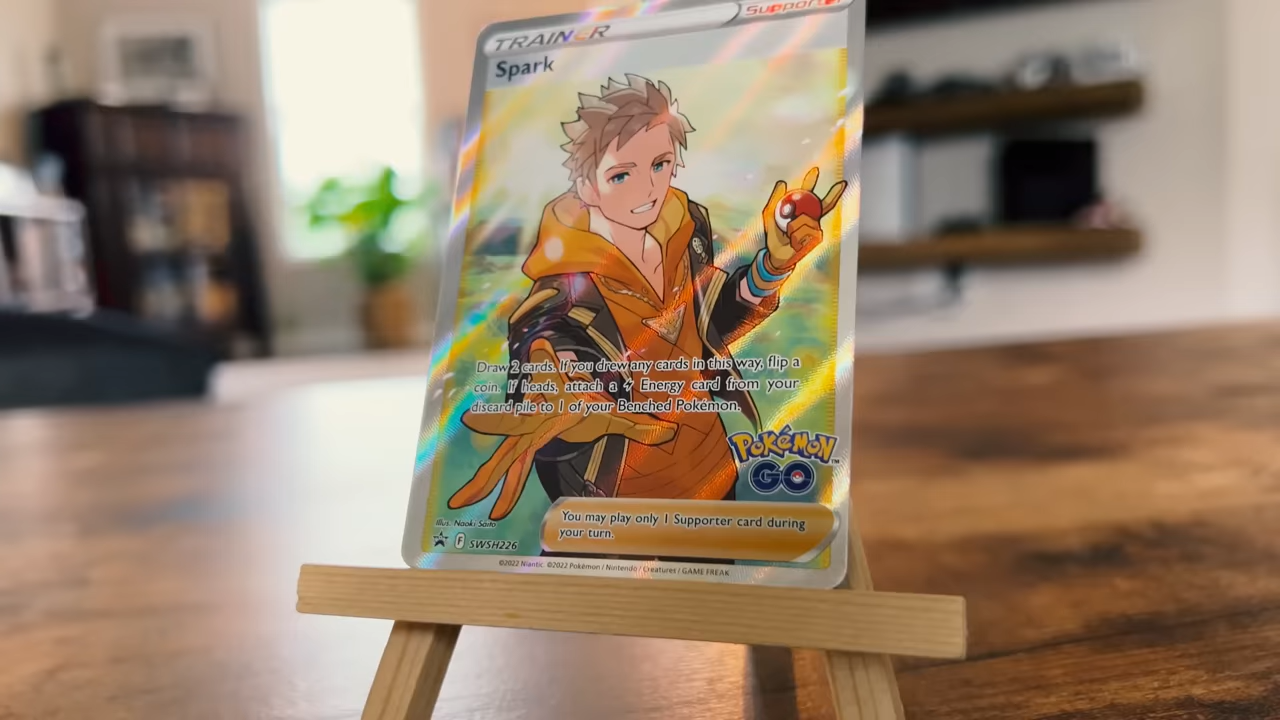 TRAINER
Supporter
Spark
Draw 2 cards. If you drew any cards in this way, flip a
coin. If heads, attach a Energy card from your
discard pile to 1 of your Benched Pokémon.
POKéMON™
GO
You may play only 1 Supporter card during
your turn.
Illus. Naoki Saito
F SWSH226
©2022 Niantic. ©2022 Pokémon / Nintendo / Creatures / GAME FREAK